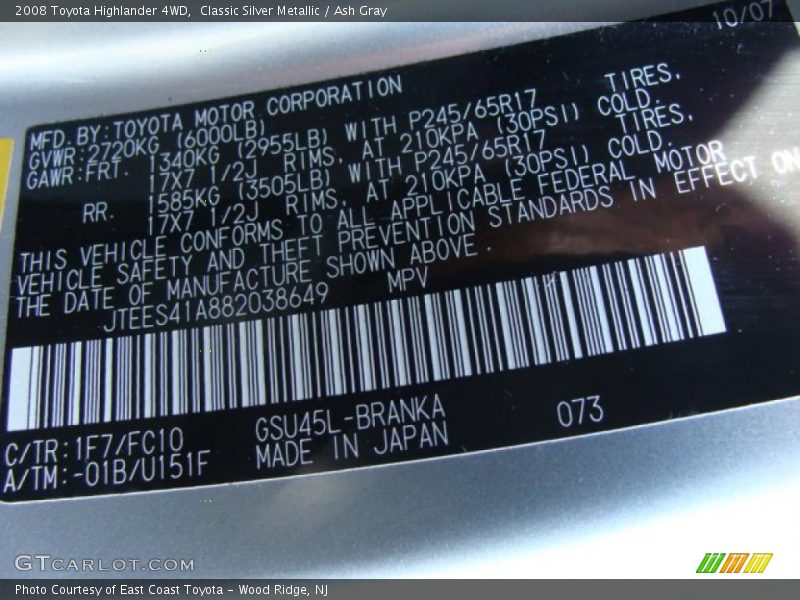 2008 Toyota Highlander 4WD,  Classic Silver Metallic / Ash Gray
10/07
MFD. BY: TOYOTA MOTOR CORPORATION
GVWR: 2720KG (6000LB)
GAWR: FRT. 1340KG (2955LB) WITH P245/65R17 TIRES,
17X7 1/2J RIMS, AT 210KPA (30PSI) COLD.
RR. 1585KG (3505LB) WITH P245/65R17 TIRES,
17X7 1/2J RIMS, AT 210KPA (30PSI) COLD.
THIS VEHICLE CONFORMS TO ALL APPLICABLE FEDERAL MOTOR
VEHICLE SAFETY AND THEFT PREVENTION STANDARDS IN EFFECT ON
THE DATE OF MANUFACTURE SHOWN ABOVE.
JTEES41A882038649 MPV
C/TR: 1F7/FC10 GSU45L-BRANKA 073
A/TM: -01B/U151F MADE IN JAPAN
GTCARLOT.COM
Photo Courtesy of East Coast Toyota - Wood Ridge, NJ